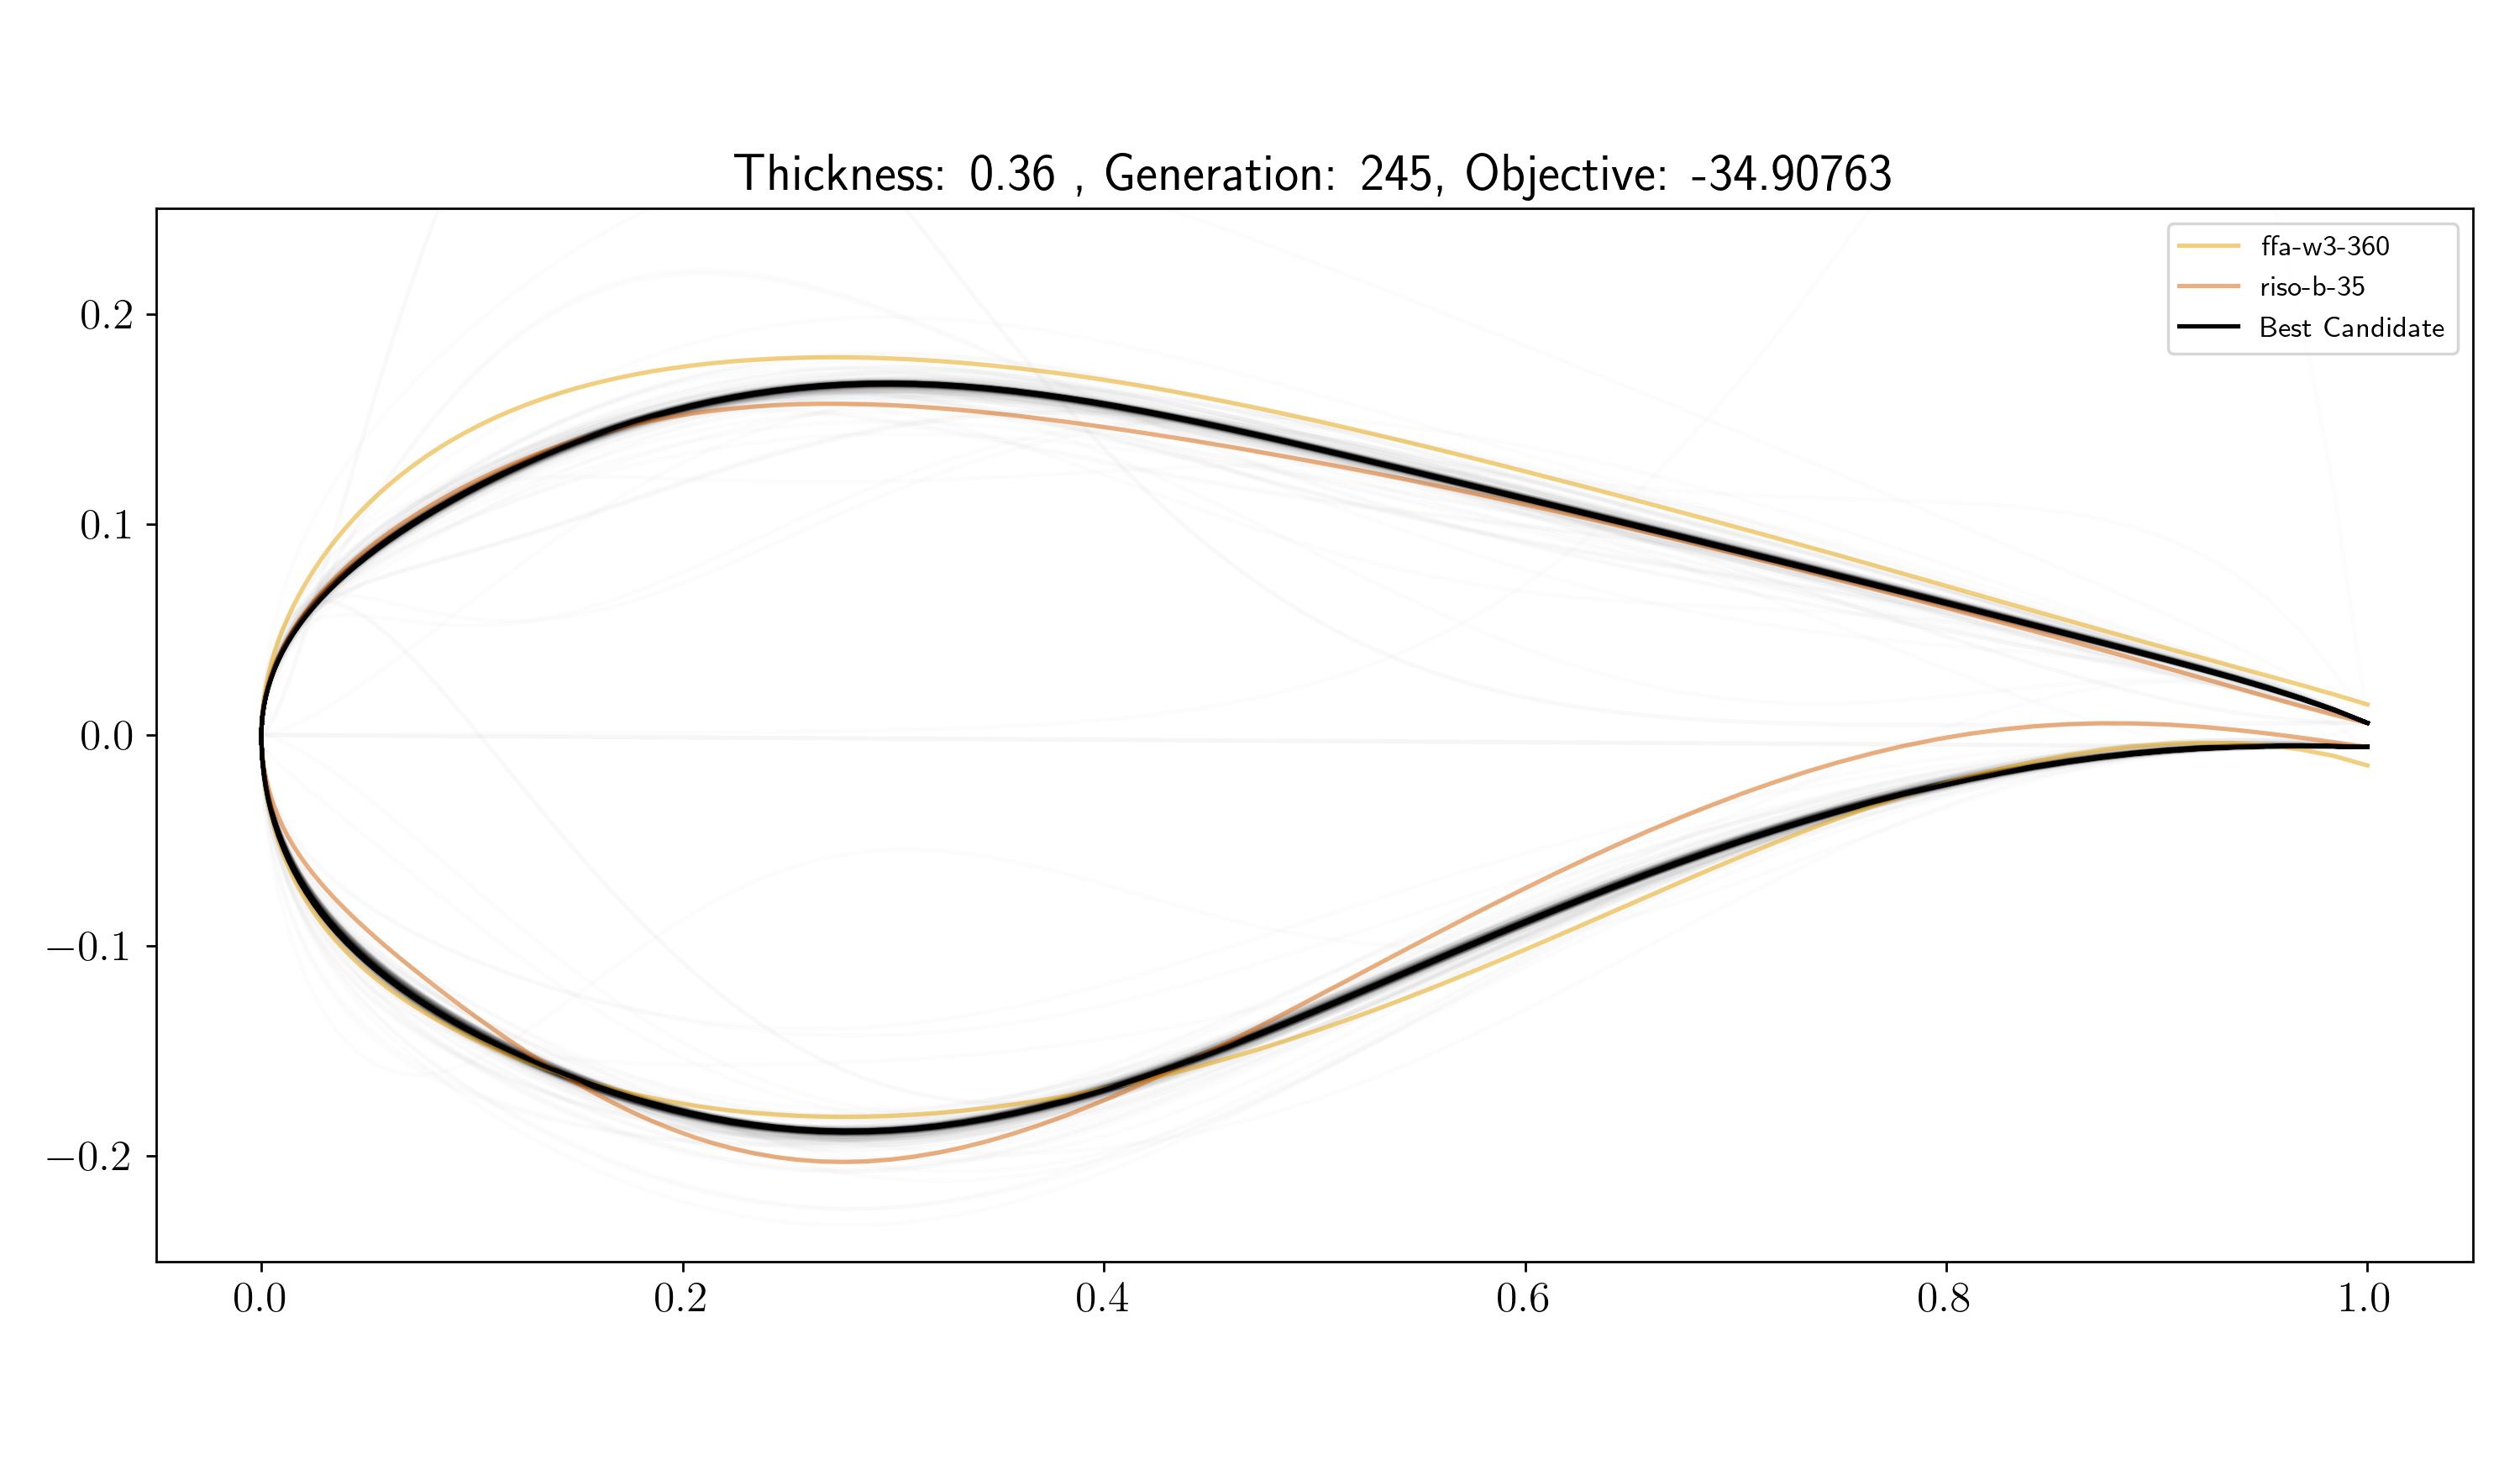 Thickness: 0.36 , Generation: 245, Objective: -34.90763
ffa-w3-360
riso-b-35
Best Candidate
0.2
0.1
0.0
−0.1
−0.2
0.0 0.2 0.4 0.6 0.8 1.0